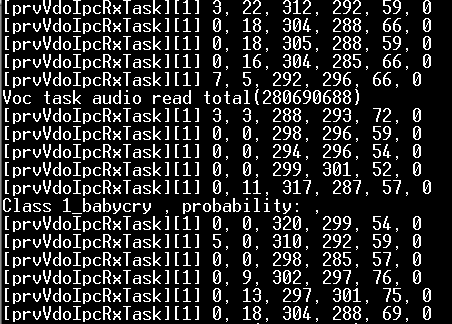 [prvVdoIpcRxTask][1] 3, 22, 312, 292, 59, 0
[prvVdoIpcRxTask][1] 0, 18, 304, 288, 66, 0
[prvVdoIpcRxTask][1] 0, 18, 305, 288, 59, 0
[prvVdoIpcRxTask][1] 0, 16, 304, 285, 66, 0
[prvVdoIpcRxTask][1] 7, 5, 292, 296, 66, 0
Voc task audio read total(280690688)
[prvVdoIpcRxTask][1] 3, 3, 288, 293, 72, 0
[prvVdoIpcRxTask][1] 0, 0, 298, 296, 59, 0
[prvVdoIpcRxTask][1] 0, 0, 294, 296, 54, 0
[prvVdoIpcRxTask][1] 0, 0, 299, 301, 52, 0
[prvVdoIpcRxTask][1] 0, 11, 317, 287, 57, 0
Class 1_babycry , probability: ,
[prvVdoIpcRxTask][1] 0, 0, 320, 299, 54, 0
[prvVdoIpcRxTask][1] 5, 0, 310, 292, 59, 0
[prvVdoIpcRxTask][1] 0, 0, 298, 285, 57, 0
[prvVdoIpcRxTask][1] 0, 9, 302, 297, 76, 0
[prvVdoIpcRxTask][1] 0, 13, 297, 301, 75, 0
[prvVdoIpcRxTask][1] 0, 18, 304, 288, 69, 0